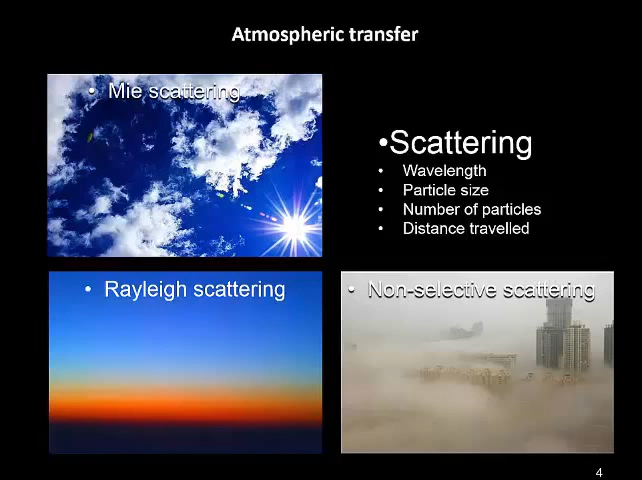 Atmospheric transfer
• Mie scattering
•Scattering
• Wavelength
• Particle size
• Number of particles
• Distance travelled
• Rayleigh scattering
• Non-selective scattering
4